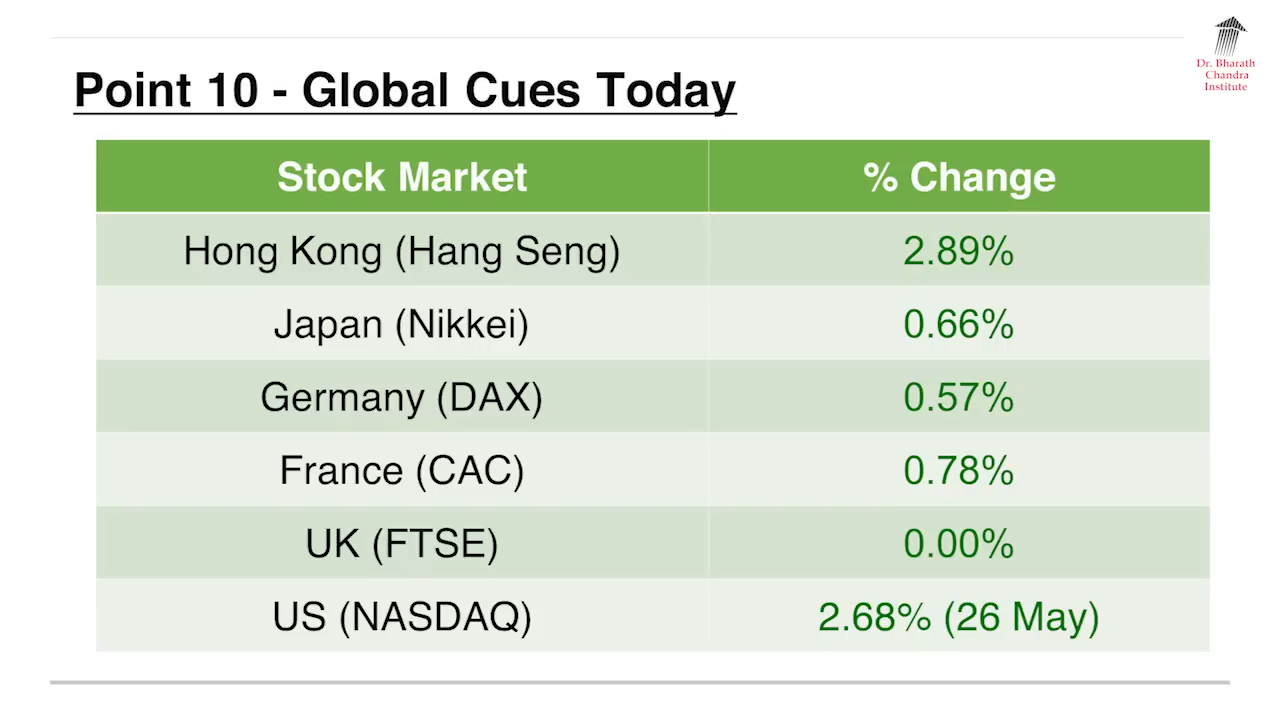 Dr. Bharath
Chandra
Institute
Point 10 - Global Cues Today
Stock Market % Change
Hong Kong (Hang Seng) 2.89%
Japan (Nikkei) 0.66%
Germany (DAX) 0.57%
France (CAC) 0.78%
UK (FTSE) 0.00%
US (NASDAQ) 2.68% (26 May)